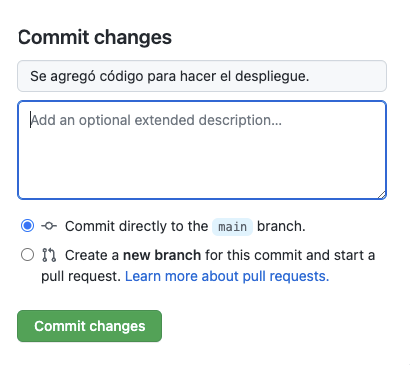 Commit changes
Se agregó código para hacer el despliegue.
Add an optional extended description...
Commit directly to the main branch.
Create a new branch for this commit and start a
pull request. Learn more about pull requests.
Commit changes